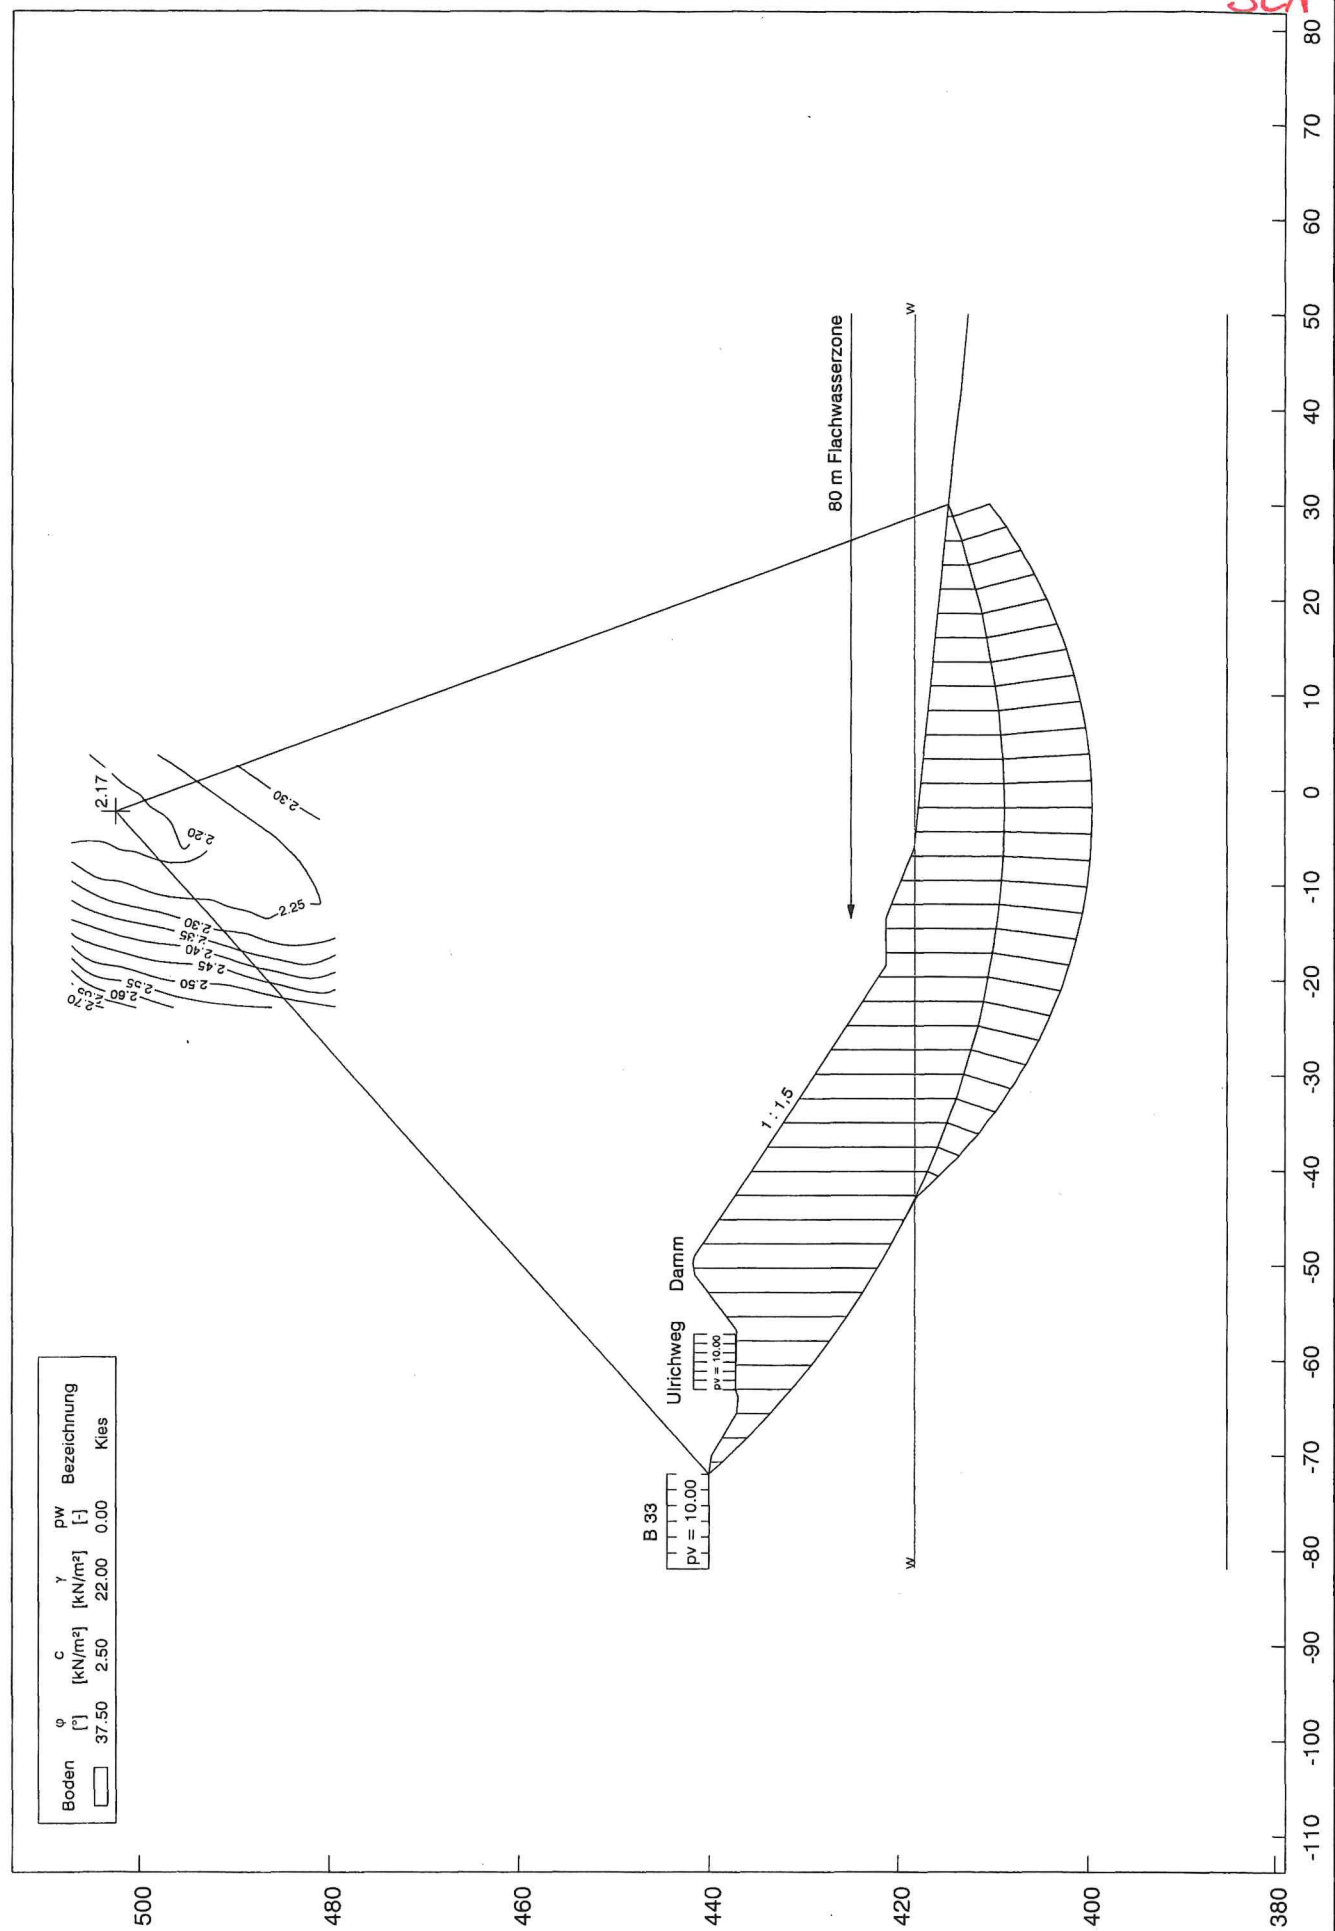 Boden φ c γ pw Bezeichnung
[°] [kN/m²] [kN/m²] [-]
37.50 2.50 22.00 0.00 Kies
2.17
2.20
2.30
2.25
2.30
2.35
2.40
2.45
2.50
2.55
2.60
2.70
B 33
pv = 10.00
Ulrichweg
pv = 10.00
Damm
1 : 1,5
80 m Flachwasserzone
w
w
500
480
460
440
420
400
380
-110 -100 -90 -80 -70 -60 -50 -40 -30 -20 -10 0 10 20 30 40 50 60 70 80